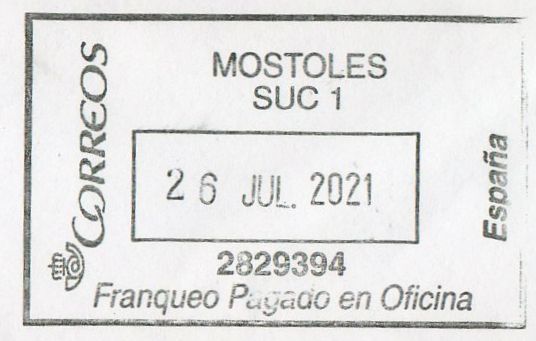 CORREOS
MOSTOLES
SUC 1
26 JUL. 2021
2829394
Franqueo Pagado en Oficina
España